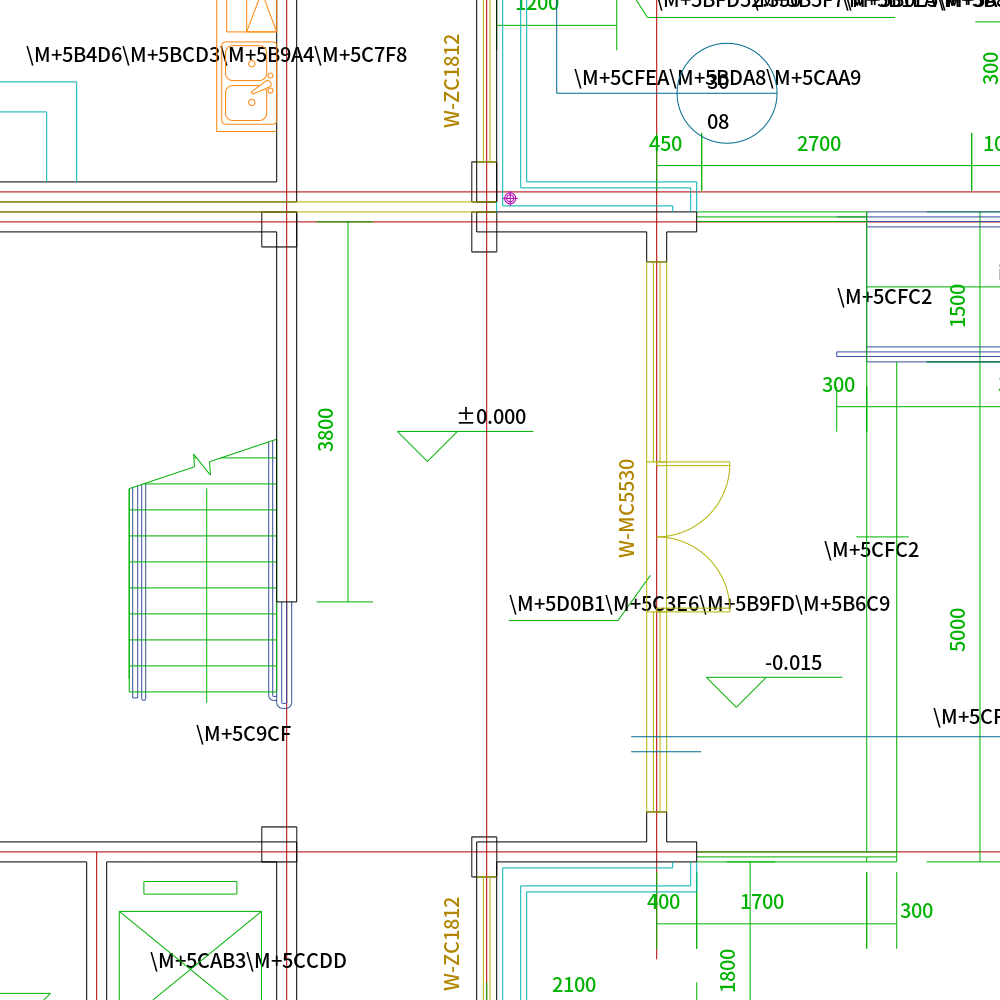 1200
\M+5B4D6\M+5BCD3\M+5B9A4\M+5C7F8
W-ZC1812
\M+5CFEA\M+5BDA8\M+5CAA9
30
08
300
450
2700
\M+5CFC2
1500
300
±0.000
3800
W-MC5530
\M+5CFC2
\M+5D0B1\M+5C3E6\M+5B9FD\M+5B6C9
5000
-0.015
\M+5C9CF
400
1700
300
W-ZC1812
\M+5CAB3\M+5CCDD
1800
2100